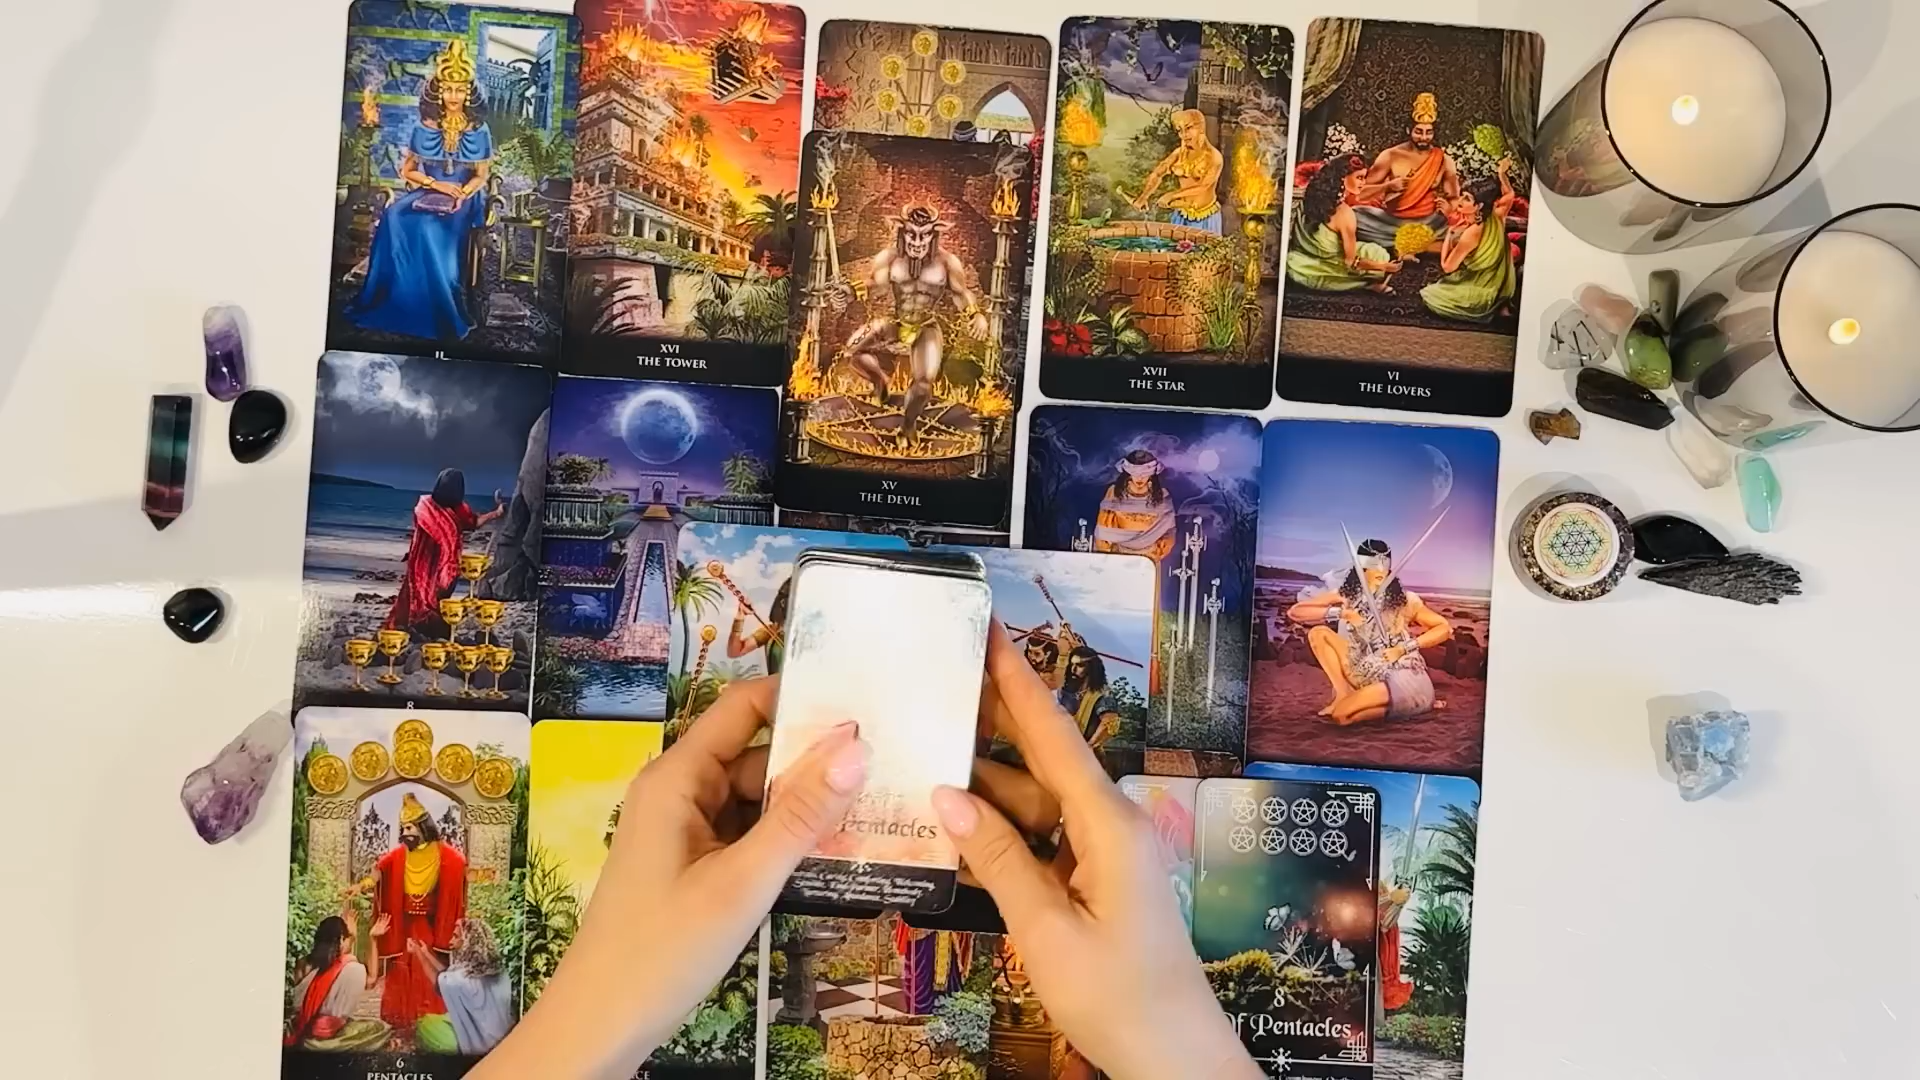 II
XVI
THE TOWER
XV
THE DEVIL
XVII
THE STAR
VI
THE LOVERS
8
Pentacles
8
Of Pentacles
6
PENTACLES